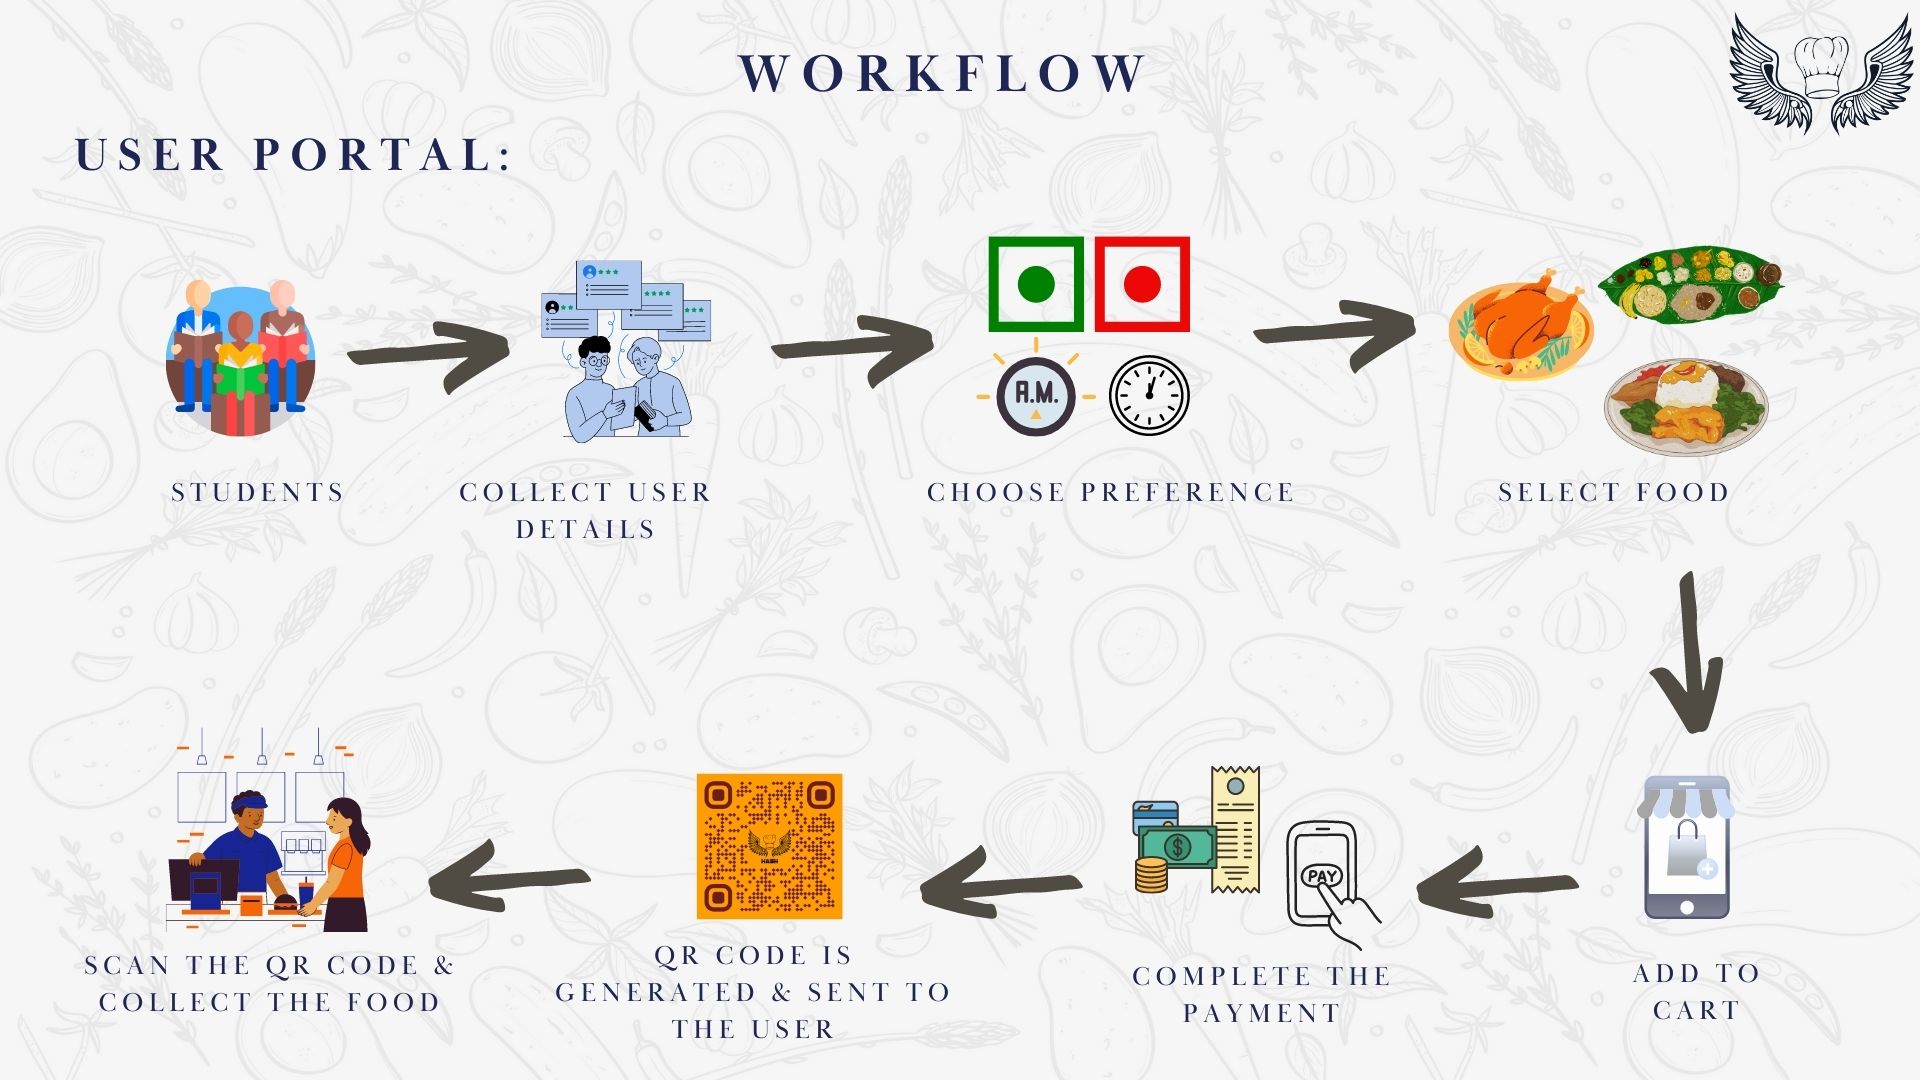 WORKFLOW
USER PORTAL:
A.M.
STUDENTS
COLLECT USER
DETAILS
CHOOSE PREFERENCE
SELECT FOOD
PAY
$
HASH
SCAN THE QR CODE &
COLLECT THE FOOD
QR CODE IS
GENERATED & SENT TO
THE USER
COMPLETE THE
PAYMENT
ADD TO
CART